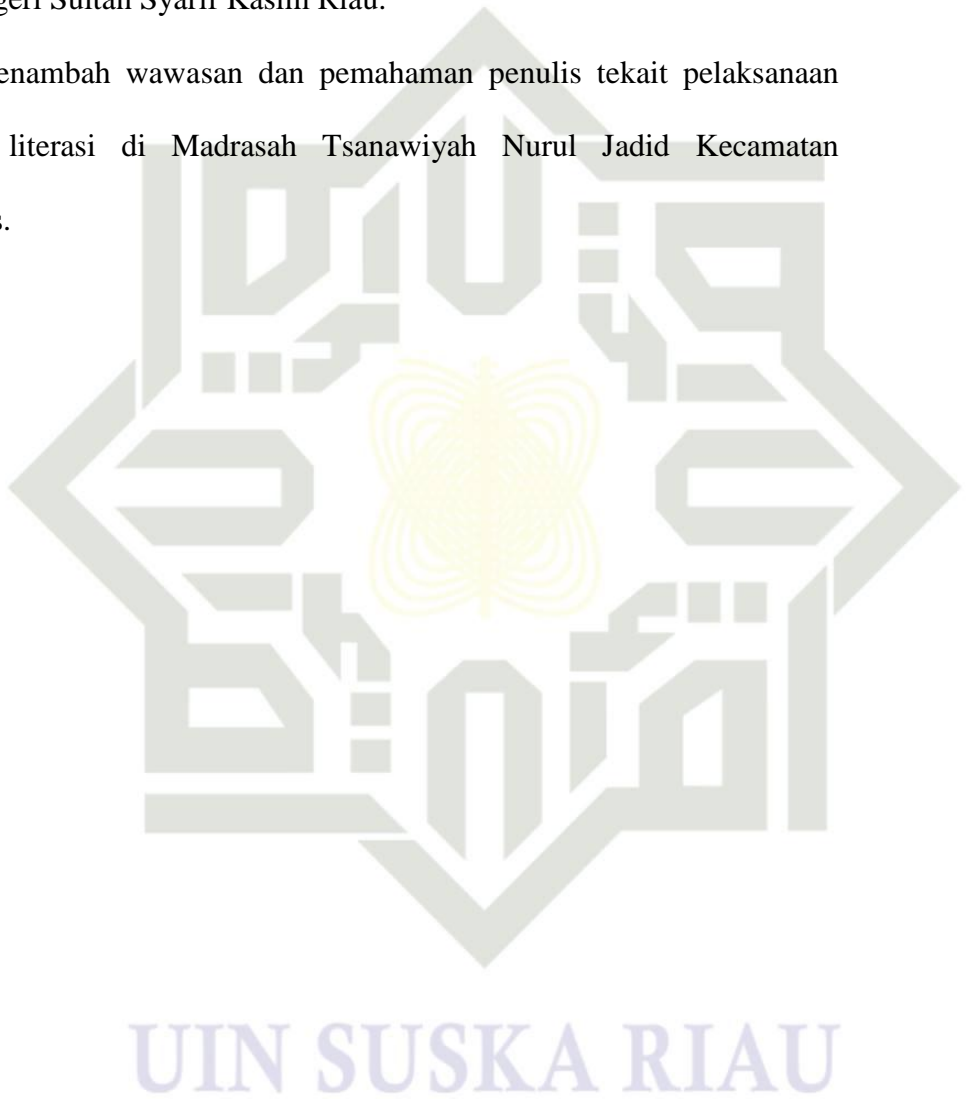 geri Sultan Syarif Kasim Riau.
enambah wawasan dan pemahaman penulis tekait pelaksanaan
literasi di Madrasah Tsanawiyah Nurul Jadid Kecamatan
s.
UIN SUSKA RIAU